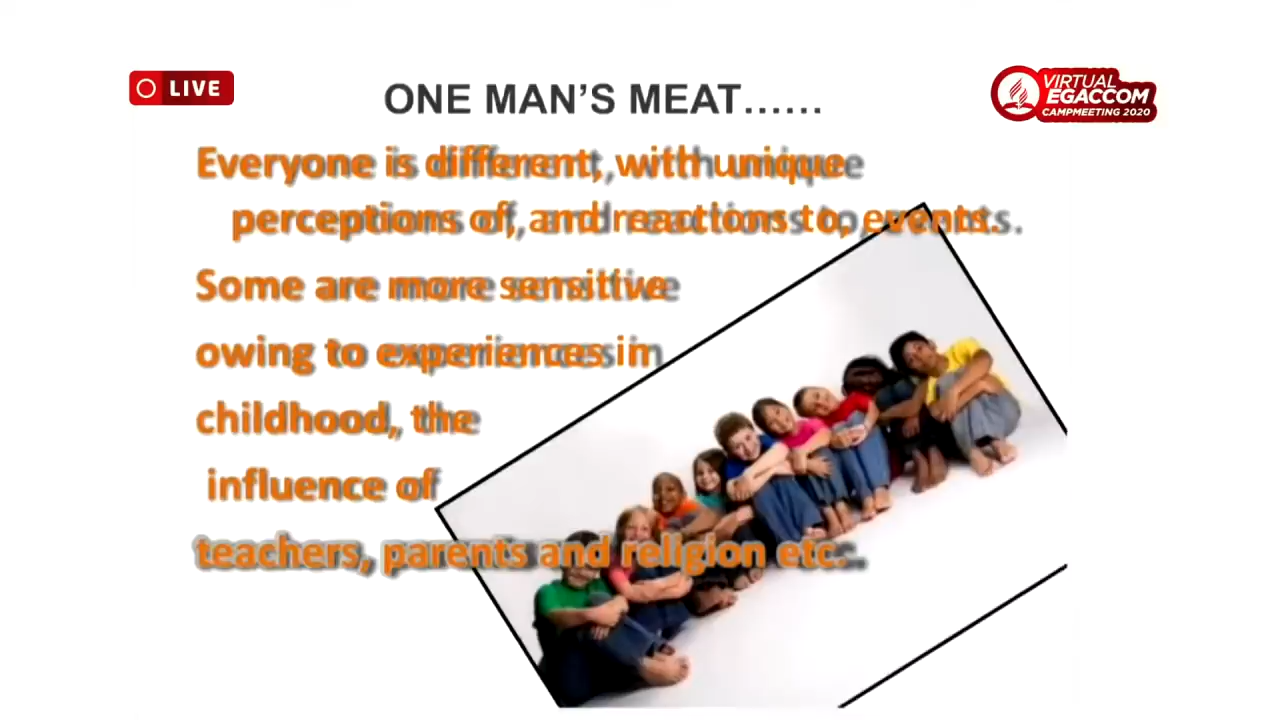 LIVE
ONE MAN'S MEAT......
VIRTUAL
EGACCOM
CAMPMEETING 2020
Everyone is different, with unique
perceptions of, and reactions to, events.
Some are more sensitive
owing to experiences in
childhood, the
influence of
teachers, parents and religion etc.